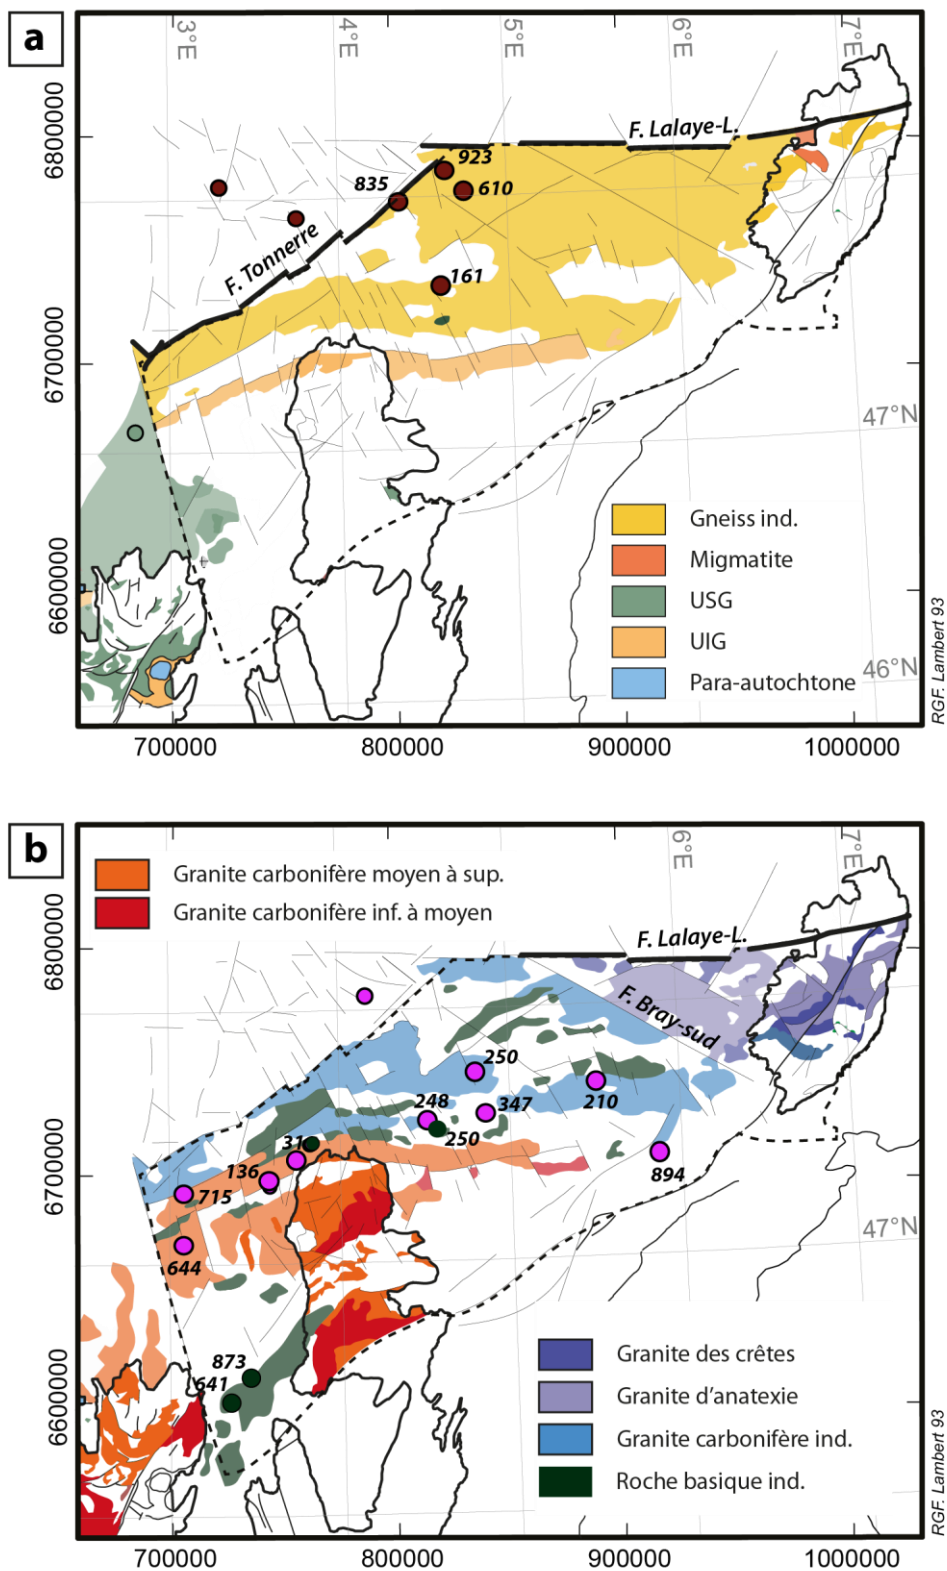 a
3°E
4°E
5°E
6°E
7°E
6800000
6700000
6600000
F. Lalaye-L.
923
835
610
F. Tonnerre
161
47°N
Gneiss ind.
Migmatite
USG
UIG
Para-autochtone
46°N
RGF. Lambert 93
700000
800000
900000
1000000
b
6°E
7°E
Granite carbonifère moyen à sup.
Granite carbonifère inf. à moyen
6800000
6700000
6600000
F. Lalaye-L.
F. Bray-sud
250
248
347
210
31
250
136
894
715
47°N
644
873
641
Granite des crêtes
Granite d'anatexie
Granite carbonifère ind.
Roche basique ind.
RGF. Lambert 93
700000
800000
900000
1000000